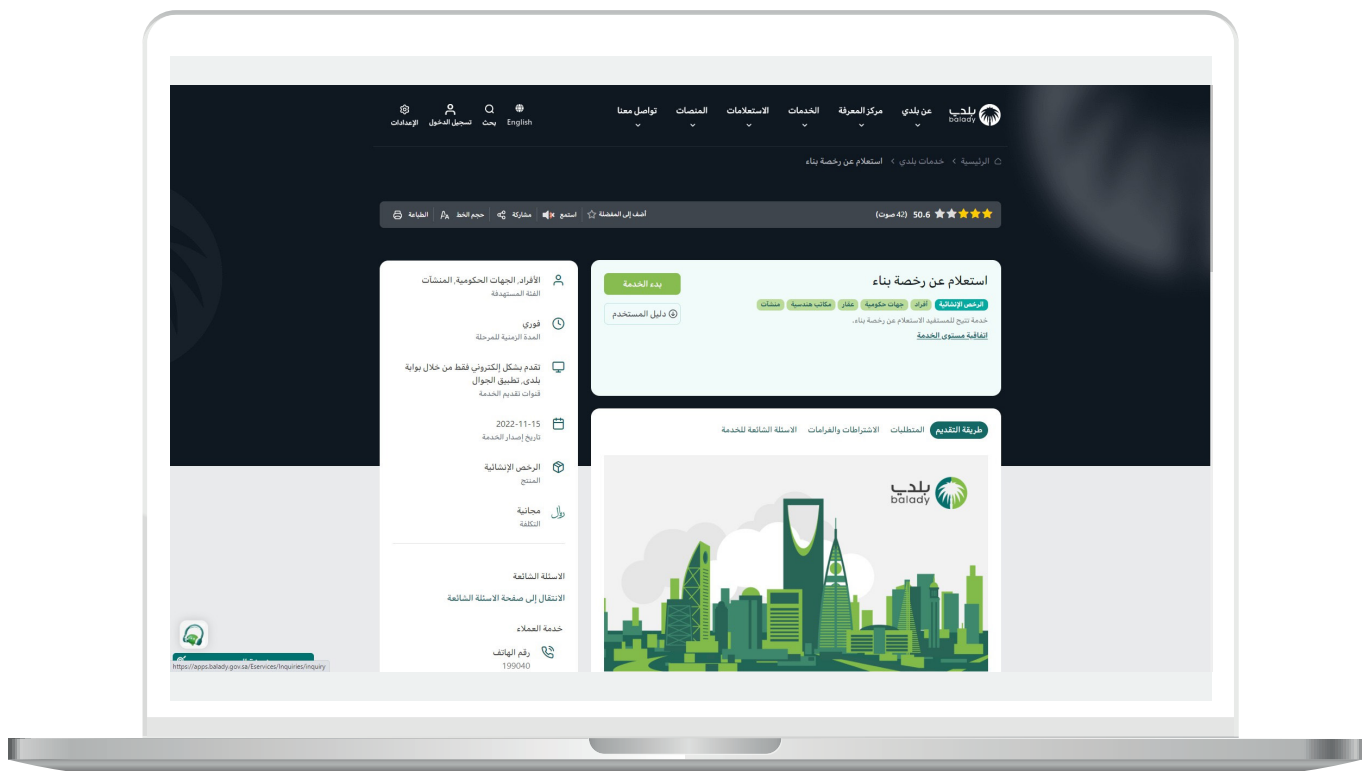 بلدي
balady
عن بلدي
مركز المعرفة
الخدمات
الاستعلامات
المنصات
تواصل معنا
English
بحث
تسجيل الدخول
الإعدادات
الرئيسية > خدمات بلدي > استعلام عن رخصة بناء
50.6 (42 صوت)
أضف إلى المفضلة
استمع
مشاركة
حجم الخط
الطباعة
استعلام عن رخصة بناء
بدء الخدمة
الرخص الإنشائية أفراد جهات حكومية عقار مكاتب هندسية منشآت
خدمة تتيح للمستفيد الاستعلام عن رخصة بناء.
دليل المستخدم
اتفاقية مستوى الخدمة
طريقة التقديم المتطلبات الاشتراطات والغرامات الاسئلة الشائعة للخدمة
بلدي
balady
الأفراد, الجهات الحكومية, المنشآت
الفئة المستهدفة
فوري
المدة الزمنية للمرحلة
تقدم بشكل إلكتروني فقط من خلال بوابة
بلدي, تطبيق الجوال
قنوات تقديم الخدمة
2022-11-15
تاريخ إصدار الخدمة
الرخص الإنشائية
المنتج
ريال
مجانية
التكلفة
الاسئلة الشائعة
الانتقال إلى صفحة الاسئلة الشائعة
خدمة العملاء
رقم الهاتف
199040
https://apps.balady.gov.sa/Eservices/Inquiries/inquiry